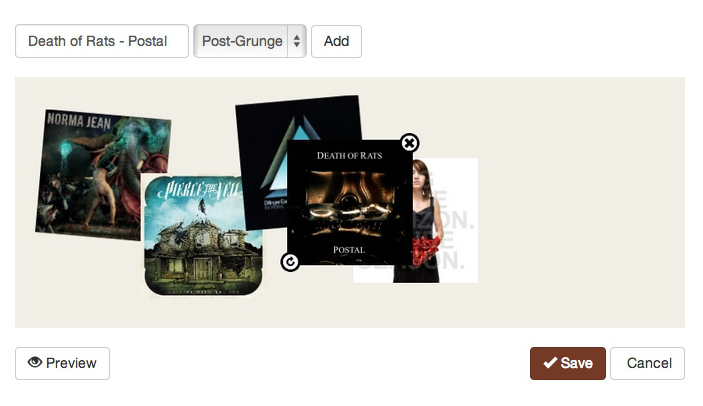 Death of Rats - Postal
Post-Grunge
Add
NORMA JEAN
PIERCE THE VEIL
DEATH OF RATS
POSTAL
Preview
Save
Cancel